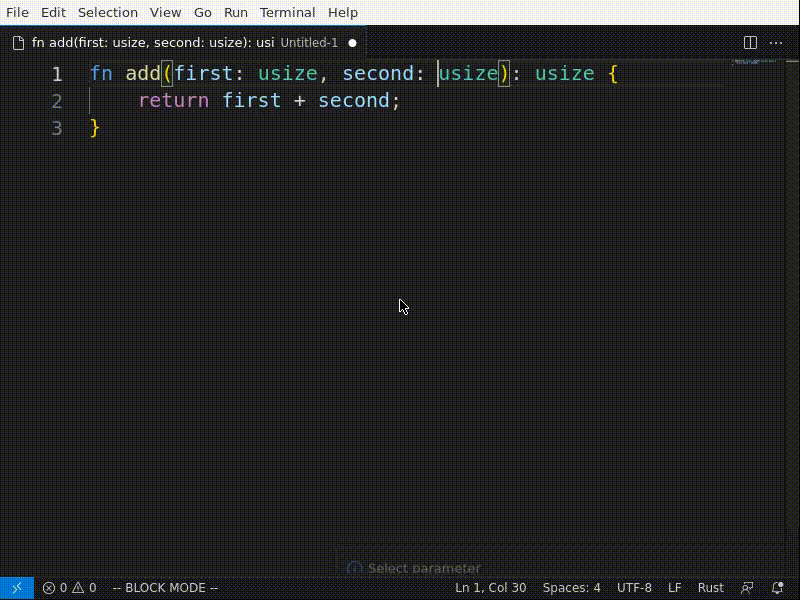 File Edit Selection View Go Run Terminal Help
fn add(first: usize, second: usize): usi Untitled-1
1 fn add(first: usize, second: usize): usize {
2     return first + second;
3 }
Select parameter
0 0 -- BLOCK MODE -- Ln 1, Col 30 Spaces: 4 UTF-8 LF Rust